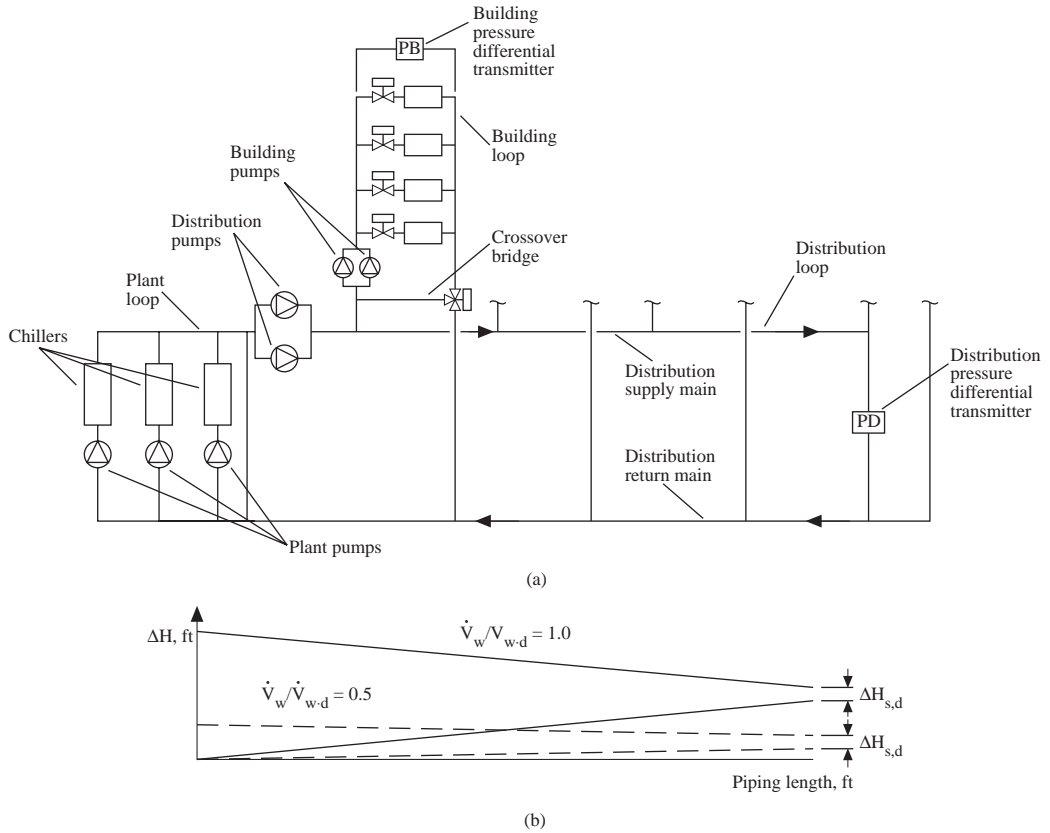 Building
pressure
differential
transmitter
PB
Building
loop
Building
pumps
Distribution
pumps
Crossover
bridge
Distribution
loop
Plant
loop
Chillers
Distribution
supply main
Distribution
pressure
differential
transmitter
PD
Distribution
return main
Plant pumps
(a)
ΔH, ft
V̇w/Vw·d = 1.0
V̇w/V̇w·d = 0.5
ΔHs,d
ΔHs,d
Piping length, ft
(b)